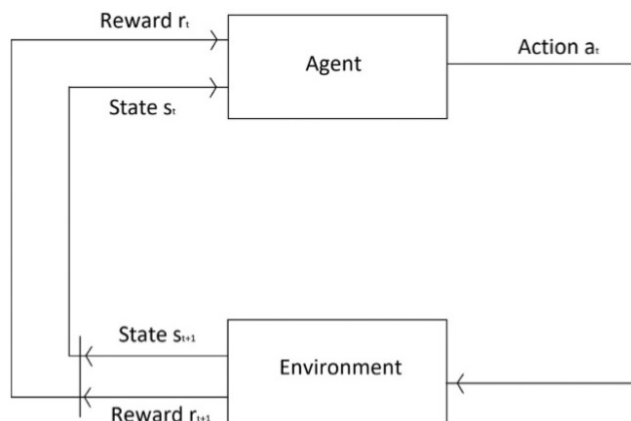 Reward rₜ
Agent
Action aₜ
State sₜ
State sₜ₊₁
Environment
Reward rₜ₊₁